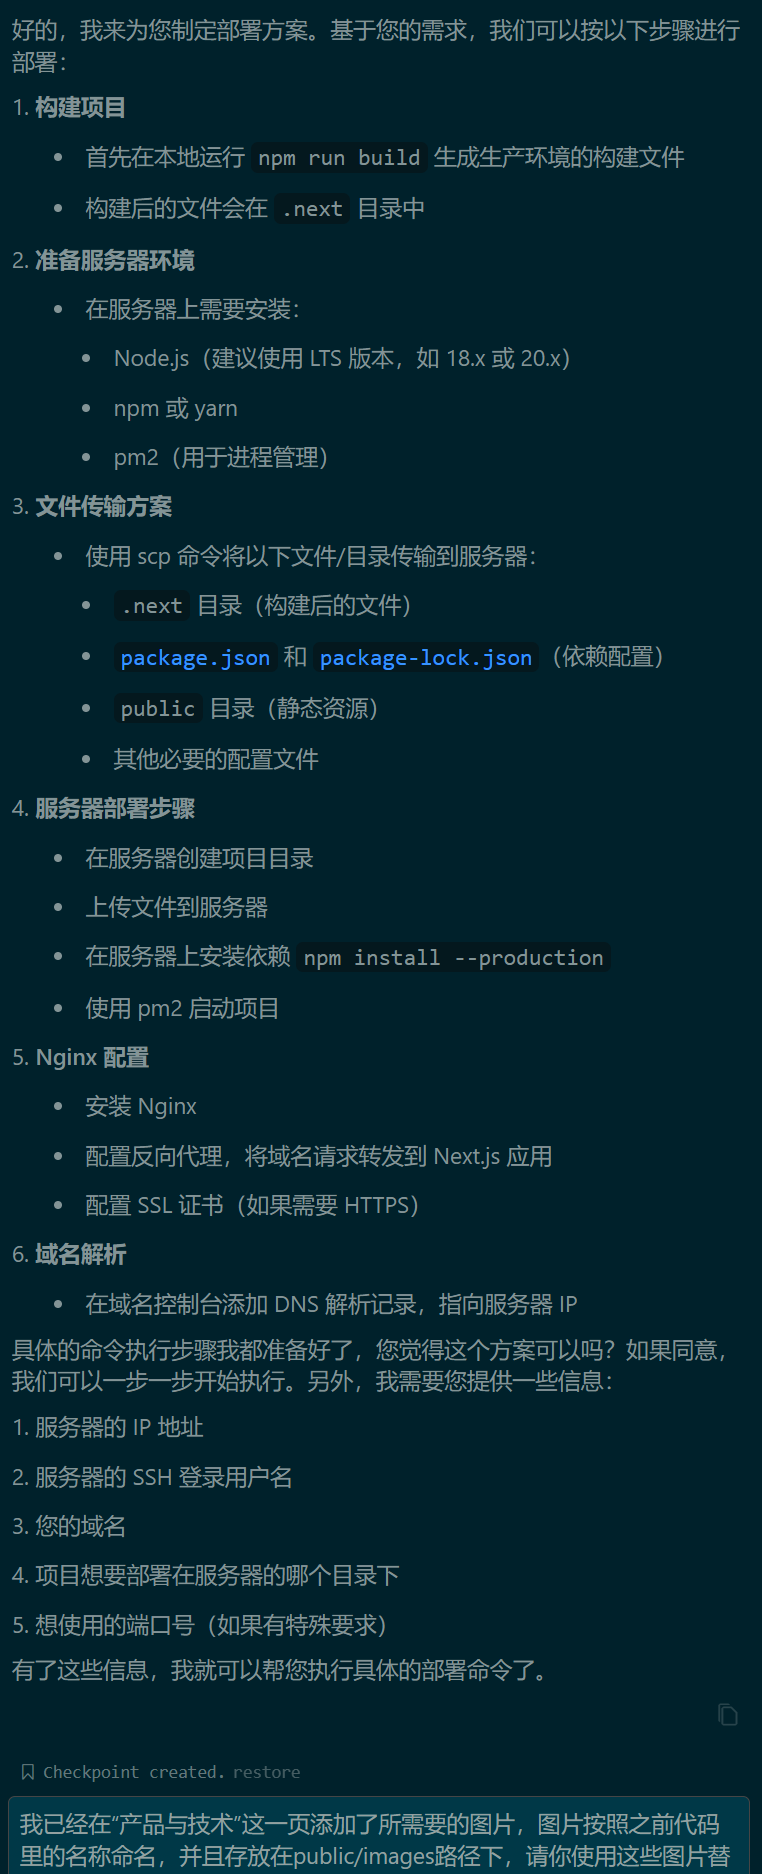 好的，我来为您制定部署方案。基于您的需求，我们可以按以下步骤进行
部署：
1. 构建项目
• 首先在本地运行 npm run build 生成生产环境的构建文件
• 构建后的文件会在 .next 目录中
2. 准备服务器环境
• 在服务器上需要安装：
• Node.js（建议使用 LTS 版本，如 18.x 或 20.x）
• npm 或 yarn
• pm2（用于进程管理）
3. 文件传输方案
• 使用 scp 命令将以下文件/目录传输到服务器：
• .next 目录（构建后的文件）
• package.json 和 package-lock.json（依赖配置）
• public 目录（静态资源）
• 其他必要的配置文件
4. 服务器部署步骤
• 在服务器创建项目目录
• 上传文件到服务器
• 在服务器上安装依赖 npm install --production
• 使用 pm2 启动项目
5. Nginx 配置
• 安装 Nginx
• 配置反向代理，将域名请求转发到 Next.js 应用
• 配置 SSL 证书（如果需要 HTTPS）
6. 域名解析
• 在域名控制台添加 DNS 解析记录，指向服务器 IP
具体的命令执行步骤我都准备好了，您觉得这个方案可以吗？如果同意，
我们可以一步一步开始执行。另外，我需要您提供一些信息：
1. 服务器的 IP 地址
2. 服务器的 SSH 登录用户名
3. 您的域名
4. 项目想要部署在服务器的哪个目录下
5. 想使用的端口号（如果有特殊要求）
有了这些信息，我就可以帮您执行具体的部署命令了。
Checkpoint created. restore
我已经在“产品与技术”这一页添加了所需要的图片，图片按照之前代码
里的名称命名，并且存放在public/images路径下，请你使用这些图片替